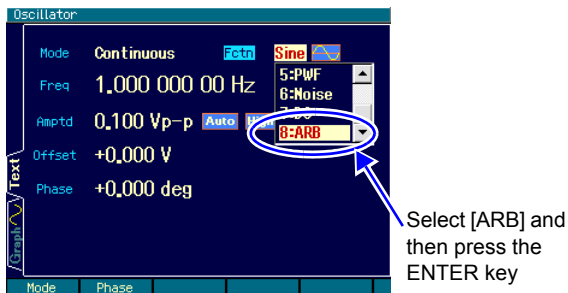 Oscillator
Mode Continuous Fctn Sine
5:PWF
Freq 1.000 000 00 Hz 6:Noise
Amptd 0.100 Vp-p Auto
8:ARB
Offset +0.000 V
Text
Phase +0.000 deg
Graph
Select [ARB] and
then press the
ENTER key
Mode Phase